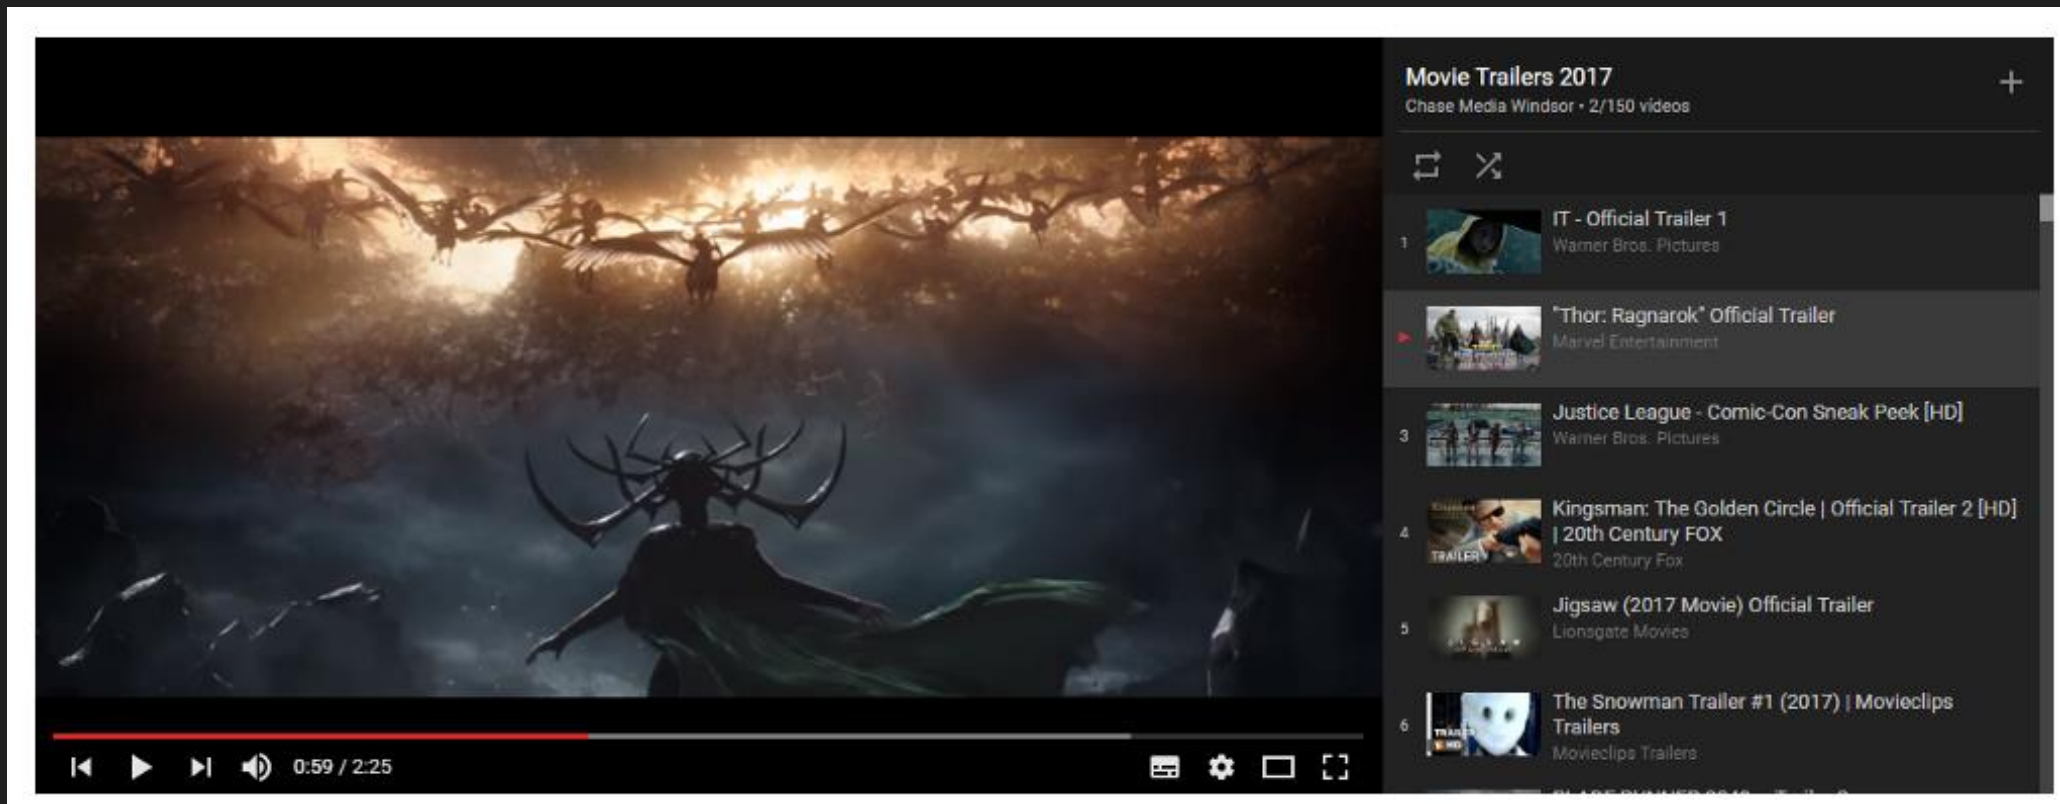 Movie Trailers 2017
Chase Media Windsor • 2/150 videos
1
IT - Official Trailer 1
Warner Bros. Pictures
"Thor: Ragnarok" Official Trailer
Marvel Entertainment
3
Justice League - Comic-Con Sneak Peek [HD]
Warner Bros. Pictures
4
TRAILER
Kingsman: The Golden Circle | Official Trailer 2 [HD]
| 20th Century FOX
20th Century Fox
5
JIGSAW
Jigsaw (2017 Movie) Official Trailer
Lionsgate Movies
6
HD
The Snowman Trailer #1 (2017) | Movieclips
Trailers
Movieclips Trailers
0:59 / 2:25